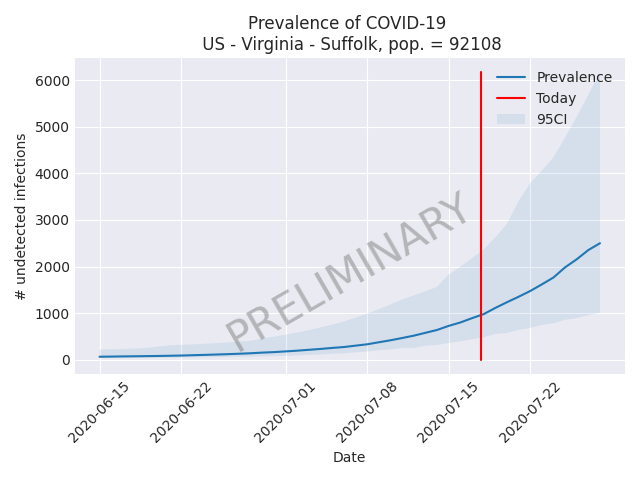 Prevalence of COVID-19
US - Virginia - Suffolk, pop. = 92108
Prevalence
Today
95CI
# undetected infections
6000
5000
4000
3000
2000
1000
0
PRELIMINARY
2020-06-15
2020-06-22
2020-07-01
2020-07-08
2020-07-15
2020-07-22
Date